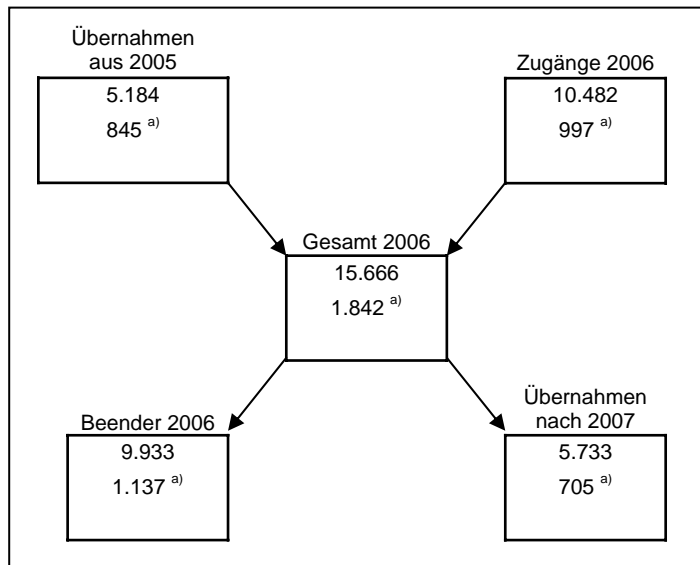 Übernahmen
aus 2005
5.184
845 a)
Zugänge 2006
10.482
997 a)
Gesamt 2006
15.666
1.842 a)
Beender 2006
9.933
1.137 a)
Übernahmen
nach 2007
5.733
705 a)